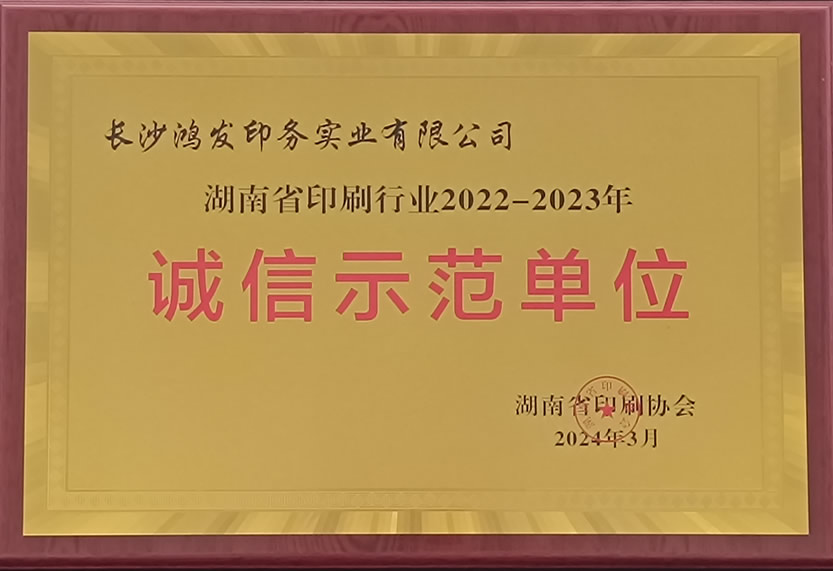 长沙鸿发印务实业有限公司
湖南省印刷行业2022-2023年
诚信示范单位
湖南省印刷协会
2024年3月